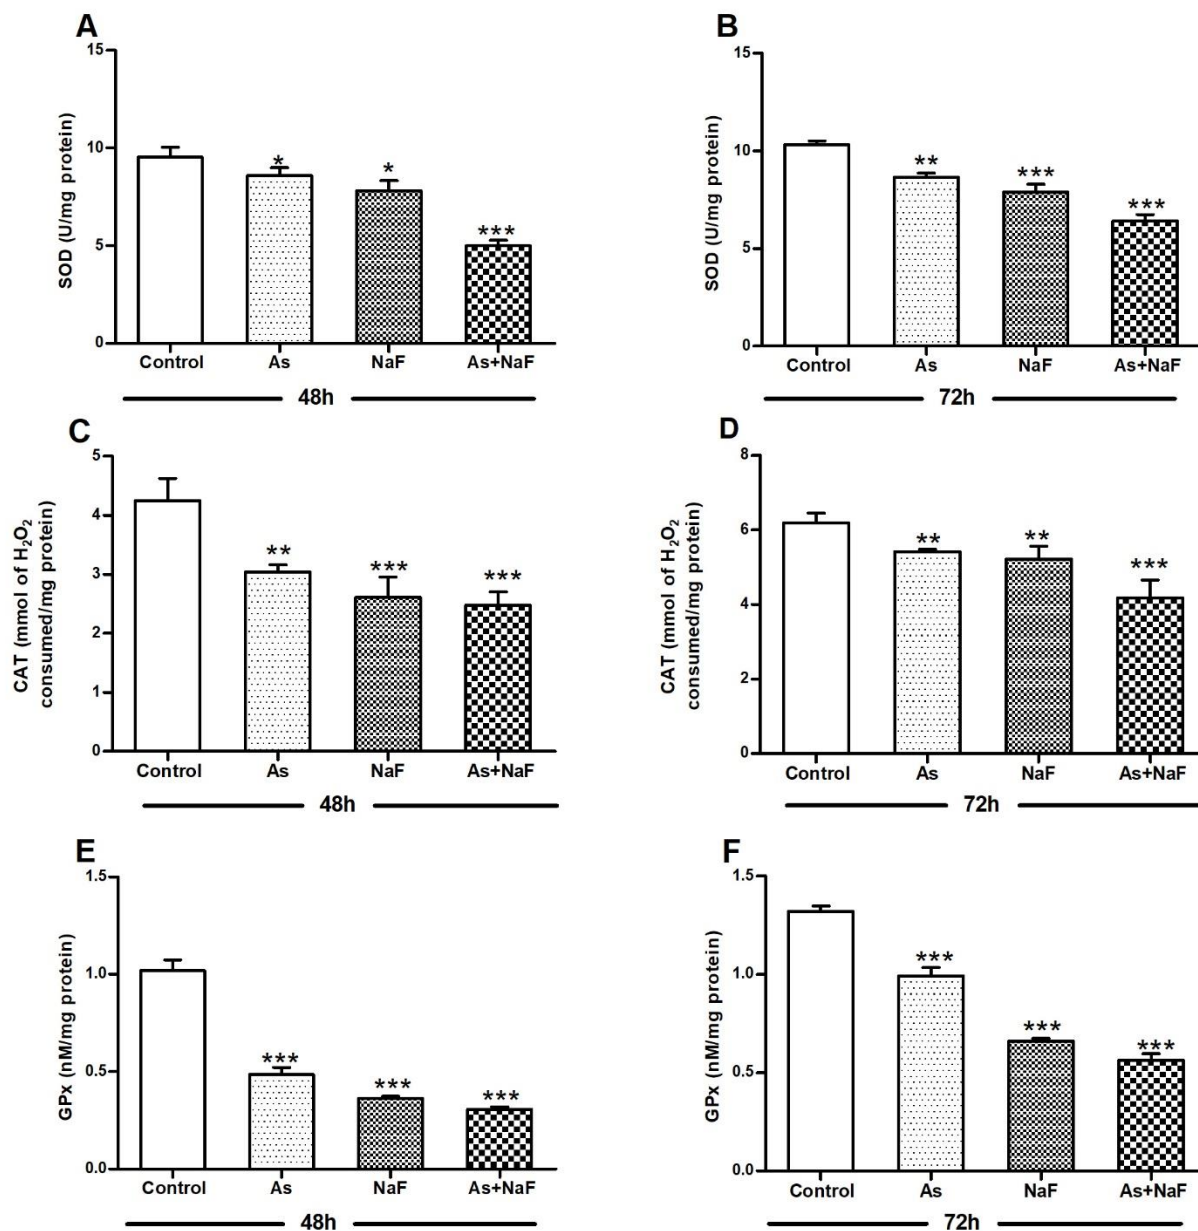 A
SOD (U/mg protein)
15
10
5
0
*
*
***
Control As NaF As+NaF
48h
B
SOD (U/mg protein)
15
10
5
0
**
***
***
Control As NaF As+NaF
72h
C
CAT (mmol of H₂O₂
consumed/mg protein)
5
4
3
2
1
0
**
***
***
Control As NaF As+NaF
48h
D
CAT (mmol of H₂O₂
consumed/mg protein)
8
6
4
2
0
**
**
***
Control As NaF As+NaF
72h
E
GPx (nM/mg protein)
1.5
1.0
0.5
0.0
***
***
***
Control As NaF As+NaF
48h
F
GPx (nM/mg protein)
1.5
1.0
0.5
0.0
***
***
***
Control As NaF As+NaF
72h